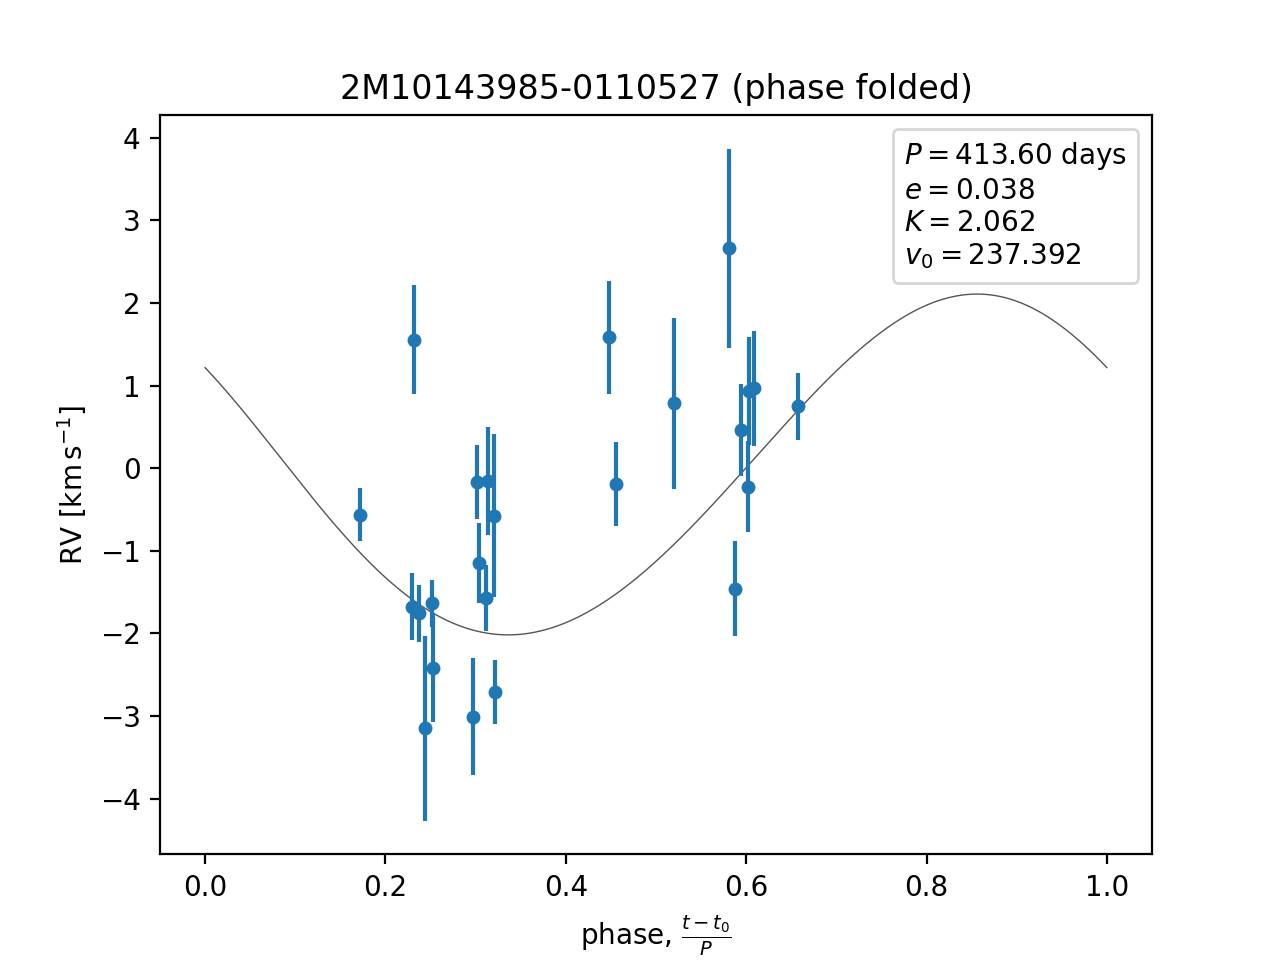 2M10143985-0110527 (phase folded)
P = 413.60 days
e = 0.038
K = 2.062
v₀ = 237.392
RV [km s⁻¹]
4
3
2
1
0
−1
−2
−3
−4
0.0 0.2 0.4 0.6 0.8 1.0
phase, (t − t₀)/P